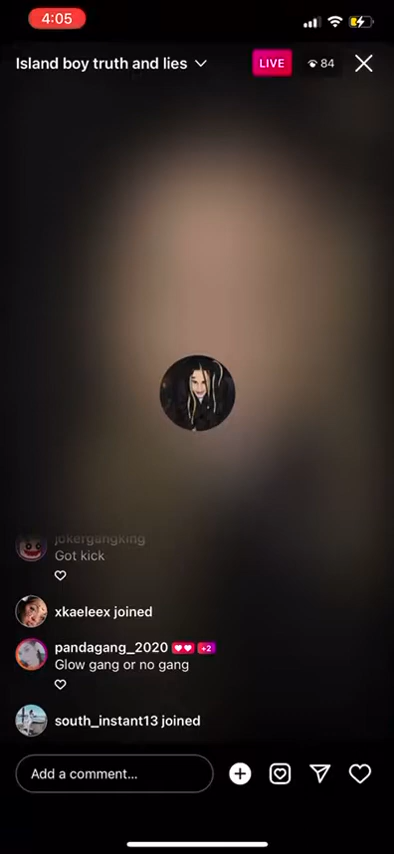 4:05
Island boy truth and lies
LIVE
84
jokergangking
Got kick
xkaeleex joined
pandagang_2020 +2
Glow gang or no gang
south_instant13 joined
Add a comment...